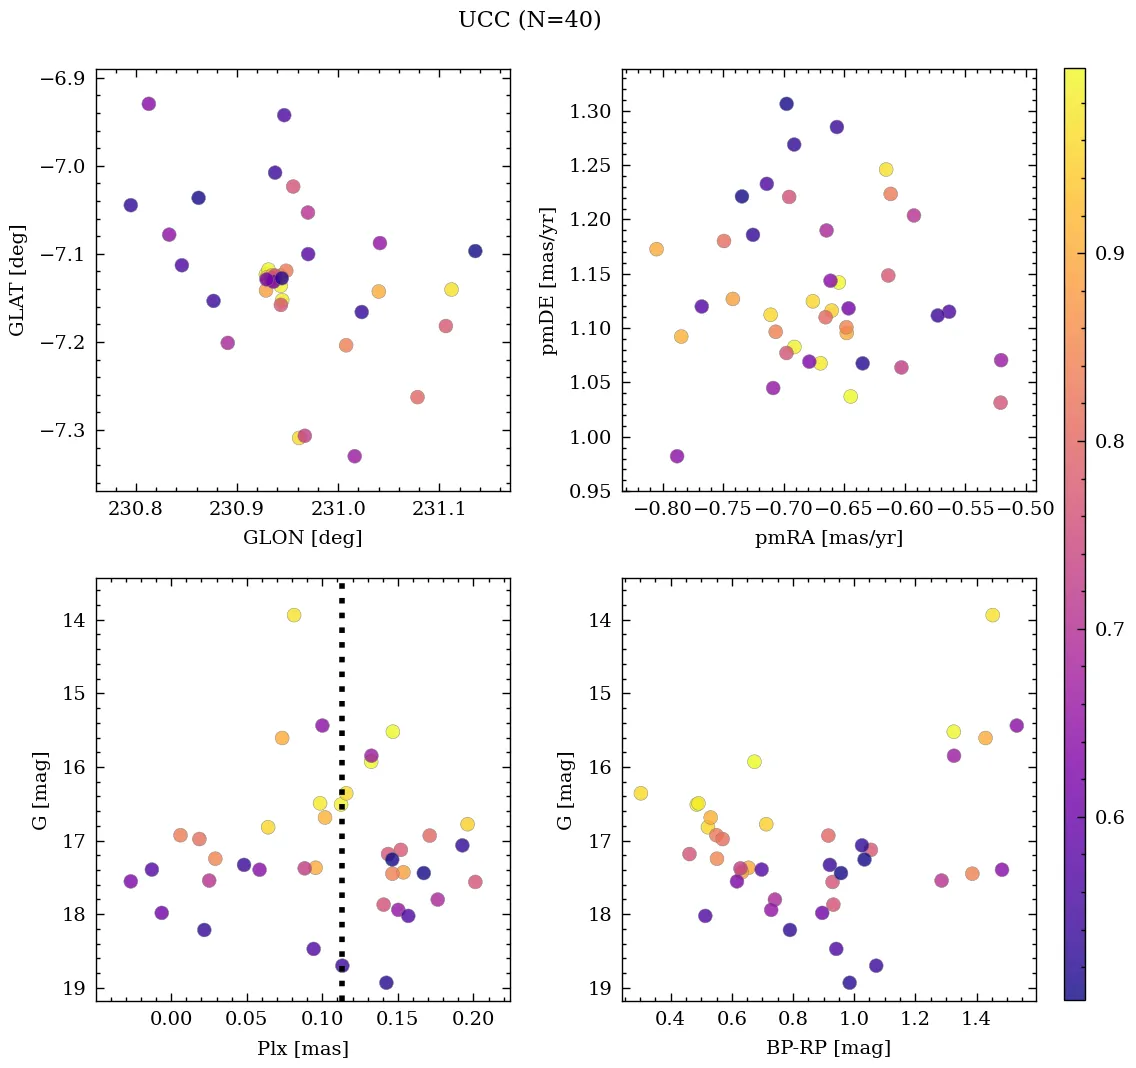 UCC (N=40)
−6.9
−7.0
−7.1
−7.2
−7.3
GLAT [deg]
230.8 230.9 231.0 231.1
GLON [deg]
1.30
1.25
1.20
1.15
1.10
1.05
1.00
0.95
pmDE [mas/yr]
−0.80 −0.75 −0.70 −0.65 −0.60 −0.55 −0.50
pmRA [mas/yr]
14
15
16
17
18
19
G [mag]
0.00 0.05 0.10 0.15 0.20
Plx [mas]
14
15
16
17
18
19
G [mag]
0.4 0.6 0.8 1.0 1.2 1.4
BP-RP [mag]
0.9
0.8
0.7
0.6